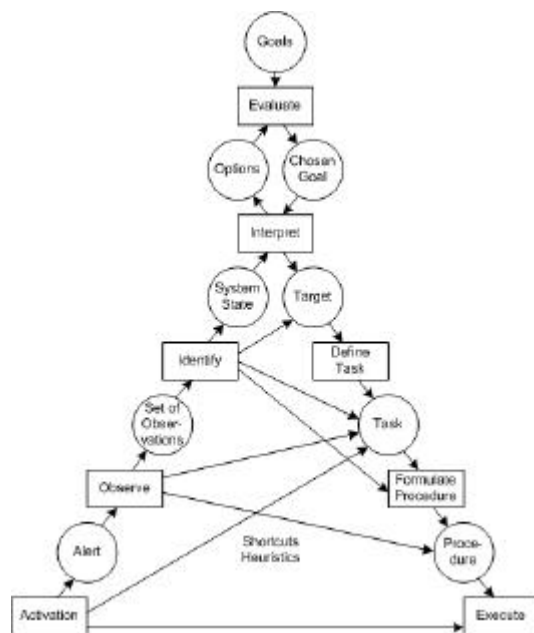 Goals
Evaluate
Options
Chosen
Goal
Interpret
System
State
Target
Identify
Define
Task
Set of
Obser-
vations
Task
Observe
Formulate
Procedure
Alert
Shortcuts
Heuristics
Proce-
dure
Activation
Execute